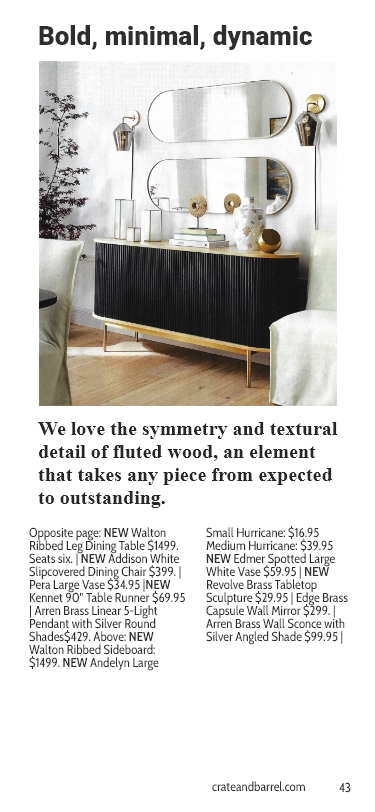 Bold, minimal, dynamic
We love the symmetry and textural
detail of fluted wood, an element
that takes any piece from expected
to outstanding.
Opposite page: NEW Walton
Ribbed Leg Dining Table $1499.
Seats six. | NEW Addison White
Slipcovered Dining Chair $399. |
Pera Large Vase $34.95 |NEW
Kennet 90" Table Runner $69.95
| Arren Brass Linear 5-Light
Pendant with Silver Round
Shades$429. Above: NEW
Walton Ribbed Sideboard:
$1499. NEW Andelyn Large
Small Hurricane: $16.95
Medium Hurricane: $39.95
NEW Edmer Spotted Large
White Vase $59.95 | NEW
Revolve Brass Tabletop
Sculpture $29.95 | Edge Brass
Capsule Wall Mirror $299. |
Arren Brass Wall Sconce with
Silver Angled Shade $99.95 |
crateandbarrel.com 43